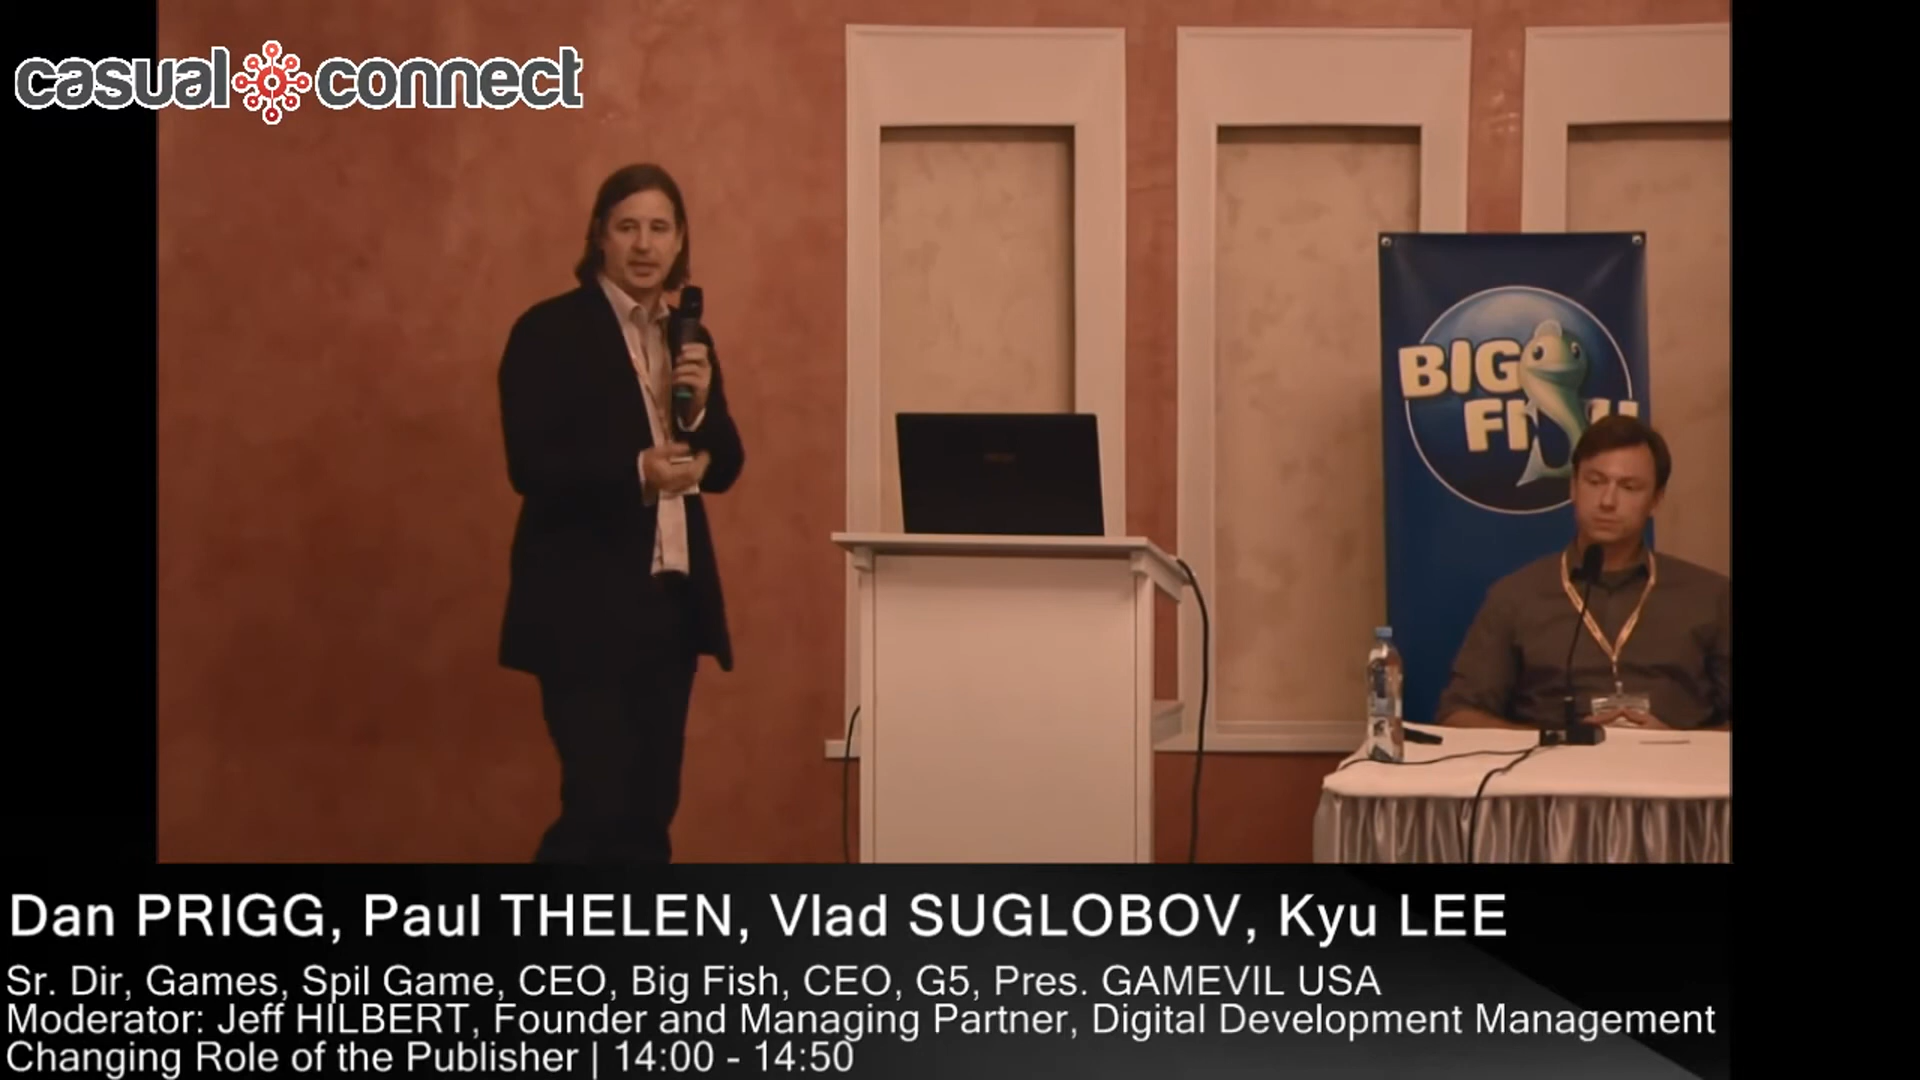 casual connect
BIG
FISH
Dan PRIGG, Paul THELEN, Vlad SUGLOBOV, Kyu LEE
Sr. Dir, Games, Spil Game, CEO, Big Fish, CEO, G5, Pres. GAMEVIL USA
Moderator: Jeff HILBERT, Founder and Managing Partner, Digital Development Management
Changing Role of the Publisher | 14:00 - 14:50